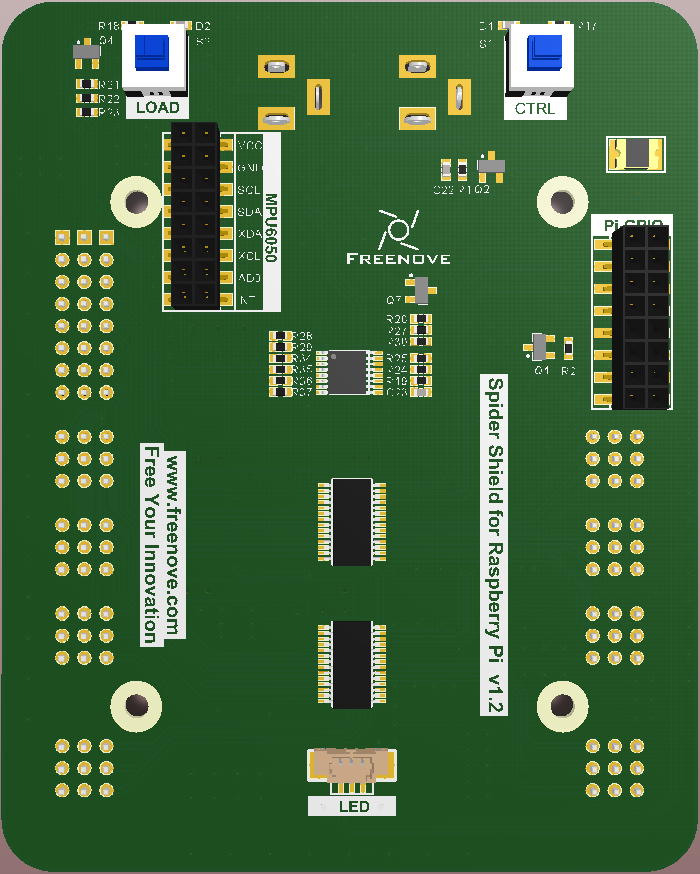 R18
D2
Q4
S2
R21
R22
R23
LOAD
D1
R17
S1
CTRL
VCC
GND
SCL
SDA
XDA
XCL
AD0
INT
MPU6050
C22
R1
Q2
FREENOVE
Pi GPIO
Q7
R26
R27
R30
R28
R29
R34
R35
R36
R37
R25
R24
R19
C23
Q1
R2
Spider Shield for Raspberry Pi v1.2
www.freenove.com
Free Your Innovation
LED